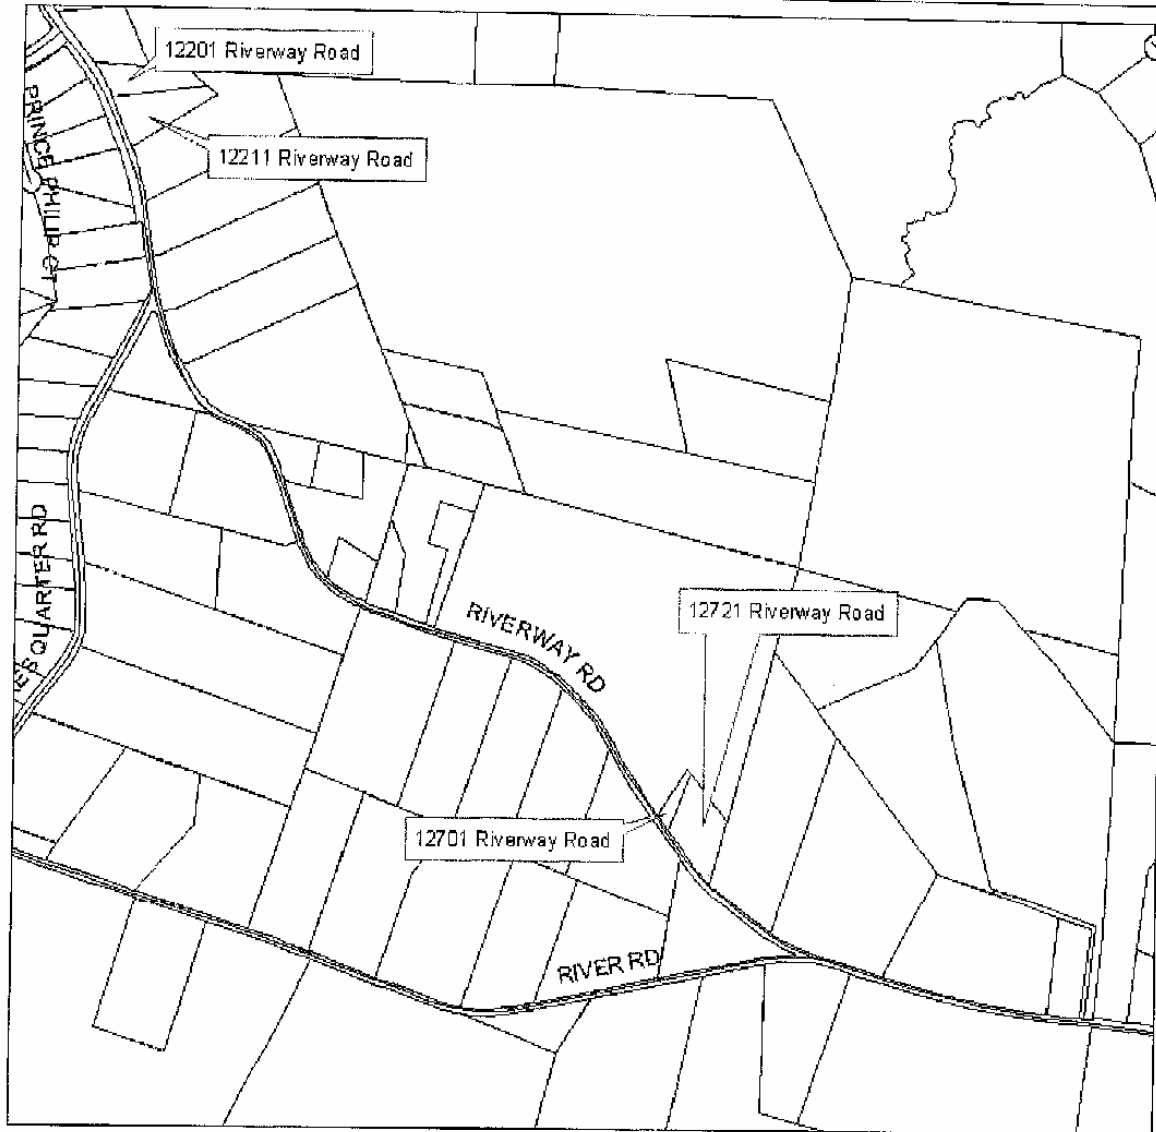 12201 Riverway Road
12211 Riverway Road
PRINCE PHILIP CT
ES QUARTER RD
RIVERWAY RD
12721 Riverway Road
12701 Riverway Road
RIVER RD